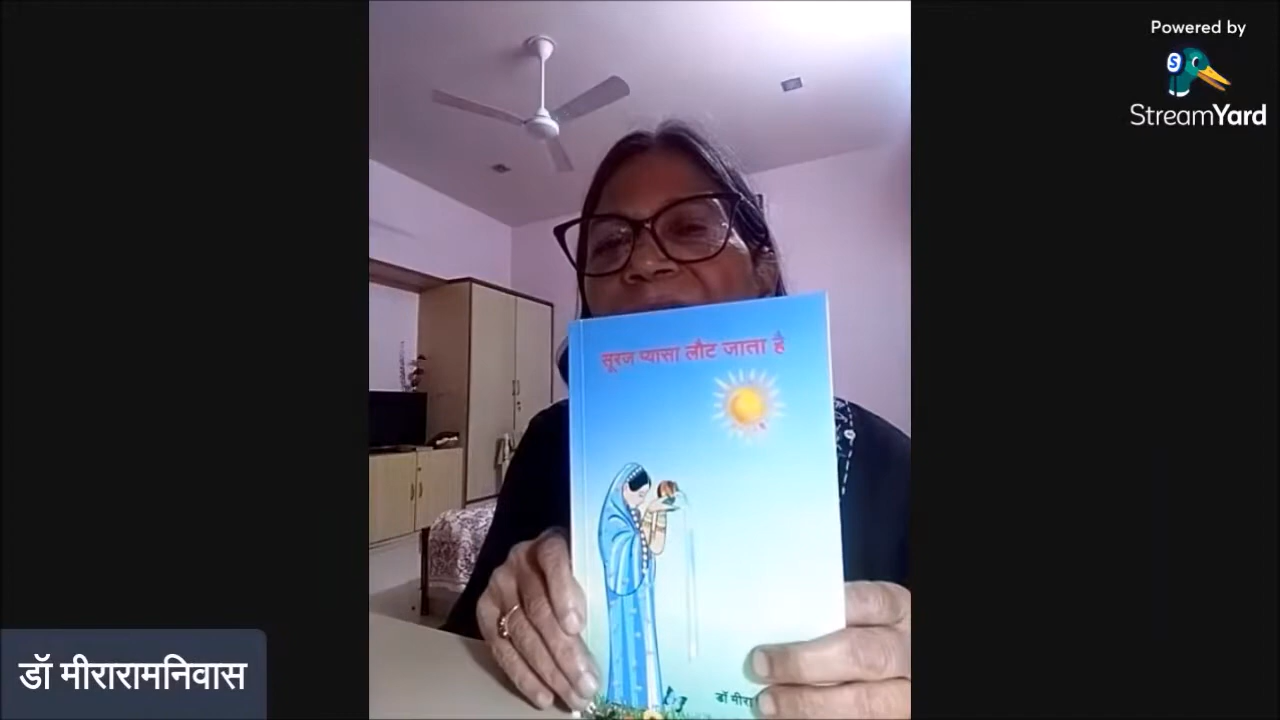 Powered by
StreamYard
सूरज प्यासा लौट जाता है
डॉ मीरा
डॉ मीरारामनिवास